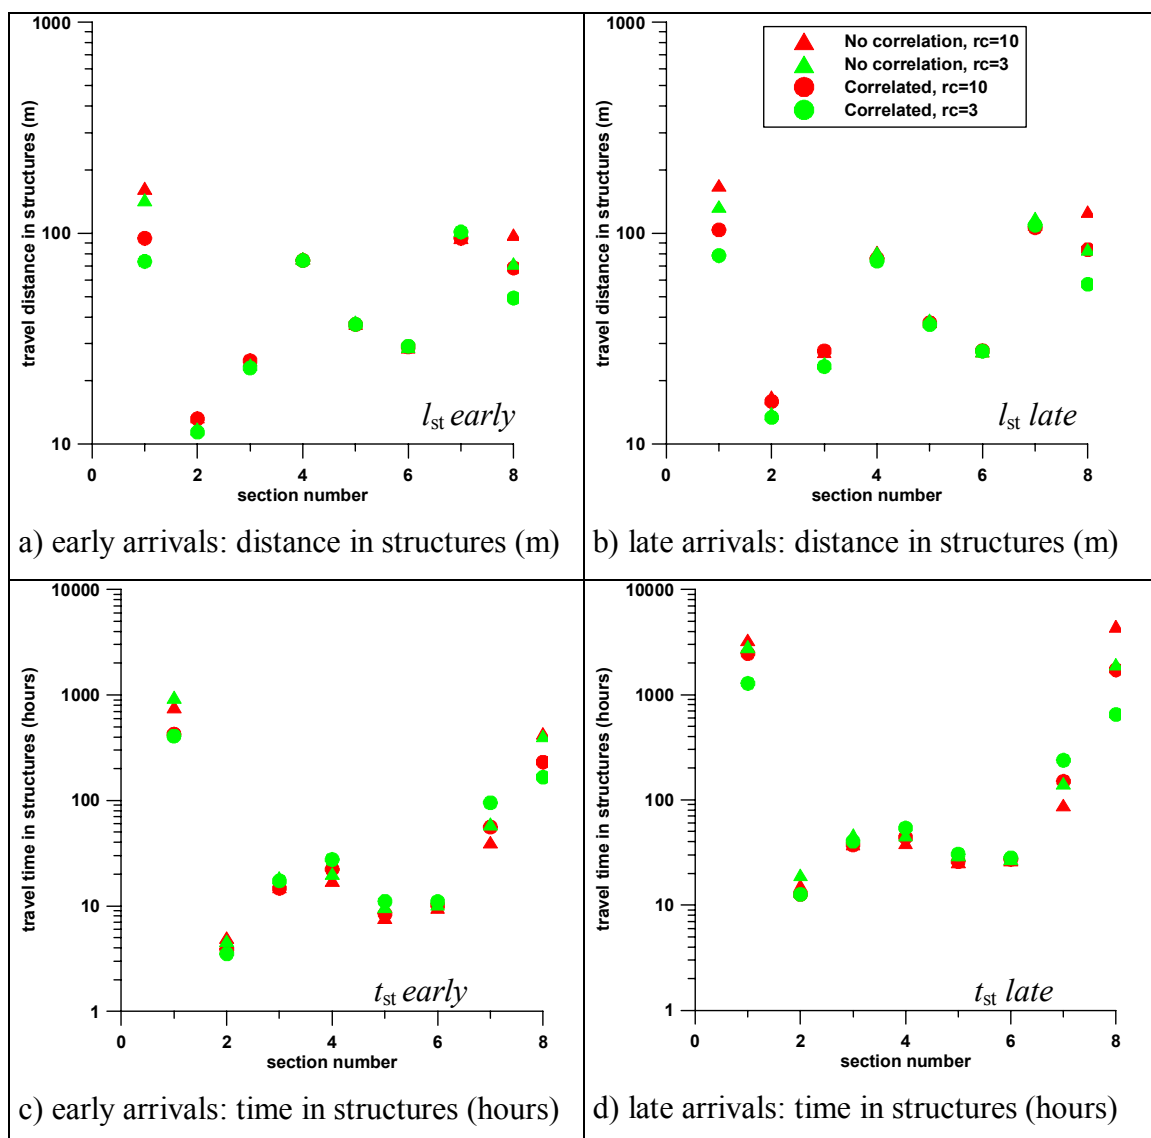 1000
100
10
travel distance in structures (m)
0 2 4 6 8
section number
l_st early
a) early arrivals: distance in structures (m)
1000
100
10
travel distance in structures (m)
No correlation, rc=10
No correlation, rc=3
Correlated, rc=10
Correlated, rc=3
0 2 4 6 8
section number
l_st late
b) late arrivals: distance in structures (m)
10000
1000
100
10
1
travel time in structures (hours)
0 2 4 6 8
section number
t_st early
c) early arrivals: time in structures (hours)
10000
1000
100
10
1
travel time in structures (hours)
0 2 4 6 8
section number
t_st late
d) late arrivals: time in structures (hours)